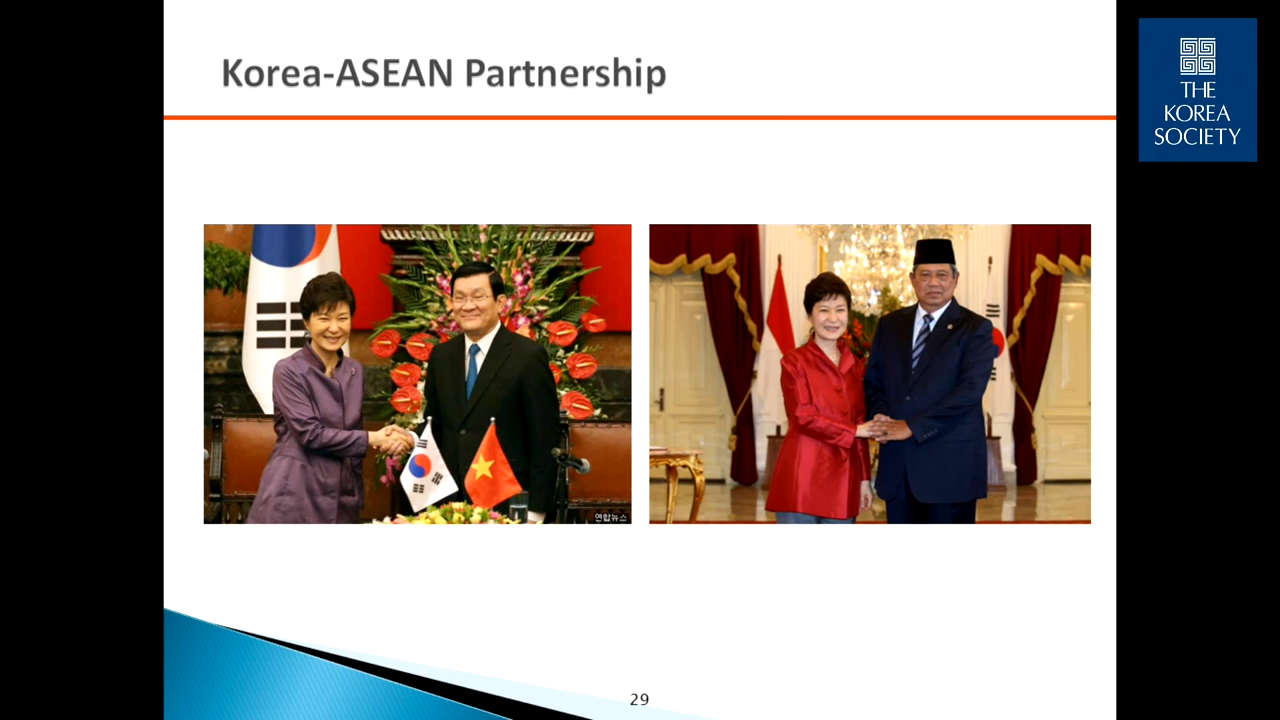 Korea-ASEAN Partnership
THE
KOREA
SOCIETY
연합뉴스
29